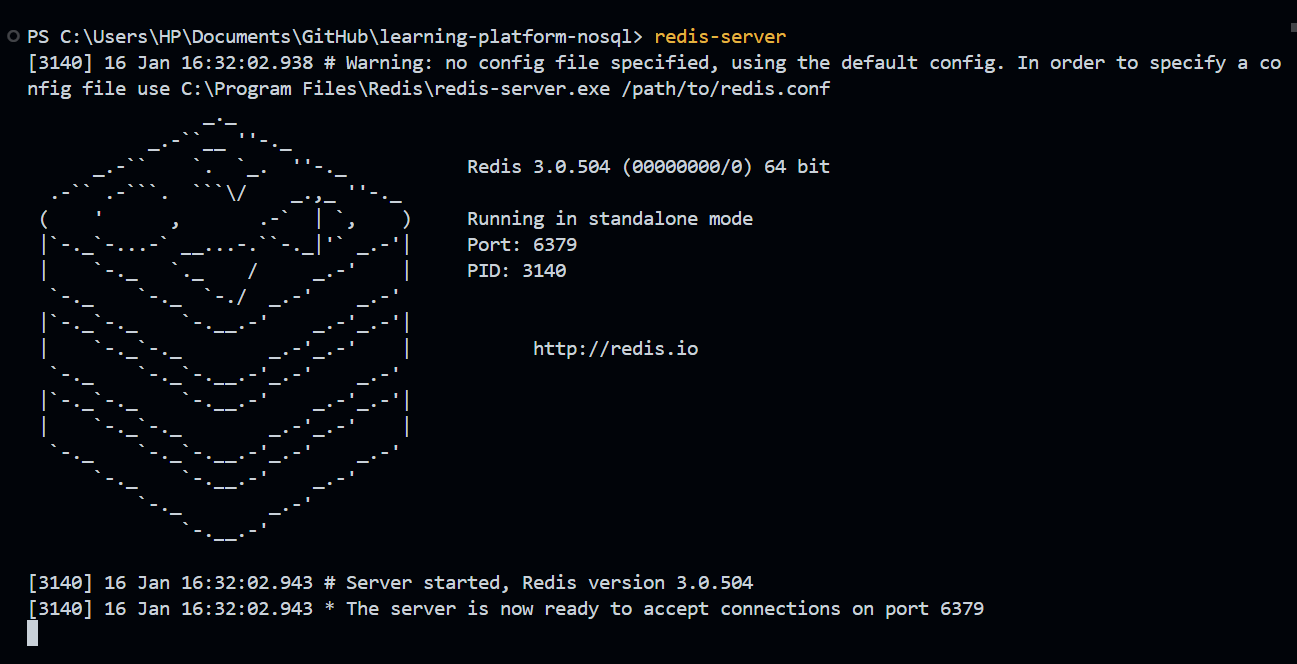 PS C:\Users\HP\Documents\GitHub\learning-platform-nosql> redis-server
[3140] 16 Jan 16:32:02.938 # Warning: no config file specified, using the default config. In order to specify a co
nfig file use C:\Program Files\Redis\redis-server.exe /path/to/redis.conf
Redis 3.0.504 (00000000/0) 64 bit
Running in standalone mode
Port: 6379
PID: 3140
http://redis.io
[3140] 16 Jan 16:32:02.943 # Server started, Redis version 3.0.504
[3140] 16 Jan 16:32:02.943 * The server is now ready to accept connections on port 6379